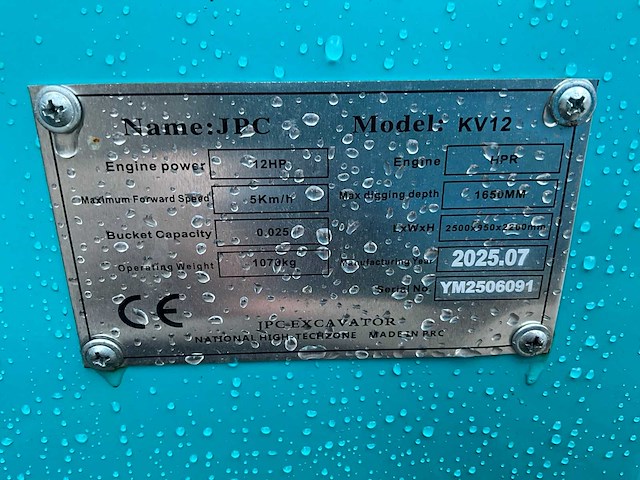 Name:JPC Model: KV12
Engine power 12HP Engine HPR
Maximum Forward Speed 5Km/h Max digging depth 1650MM
Bucket Capacity 0.025 LxWxH 2500x950x2260mm
Operating Weight 1070kg Manufacturing Year 2025.07
Serial No YM2506091
CE
JPC-EXCAVATOR
NATIONAL HIGH-TECHZONE MADE IN PRC